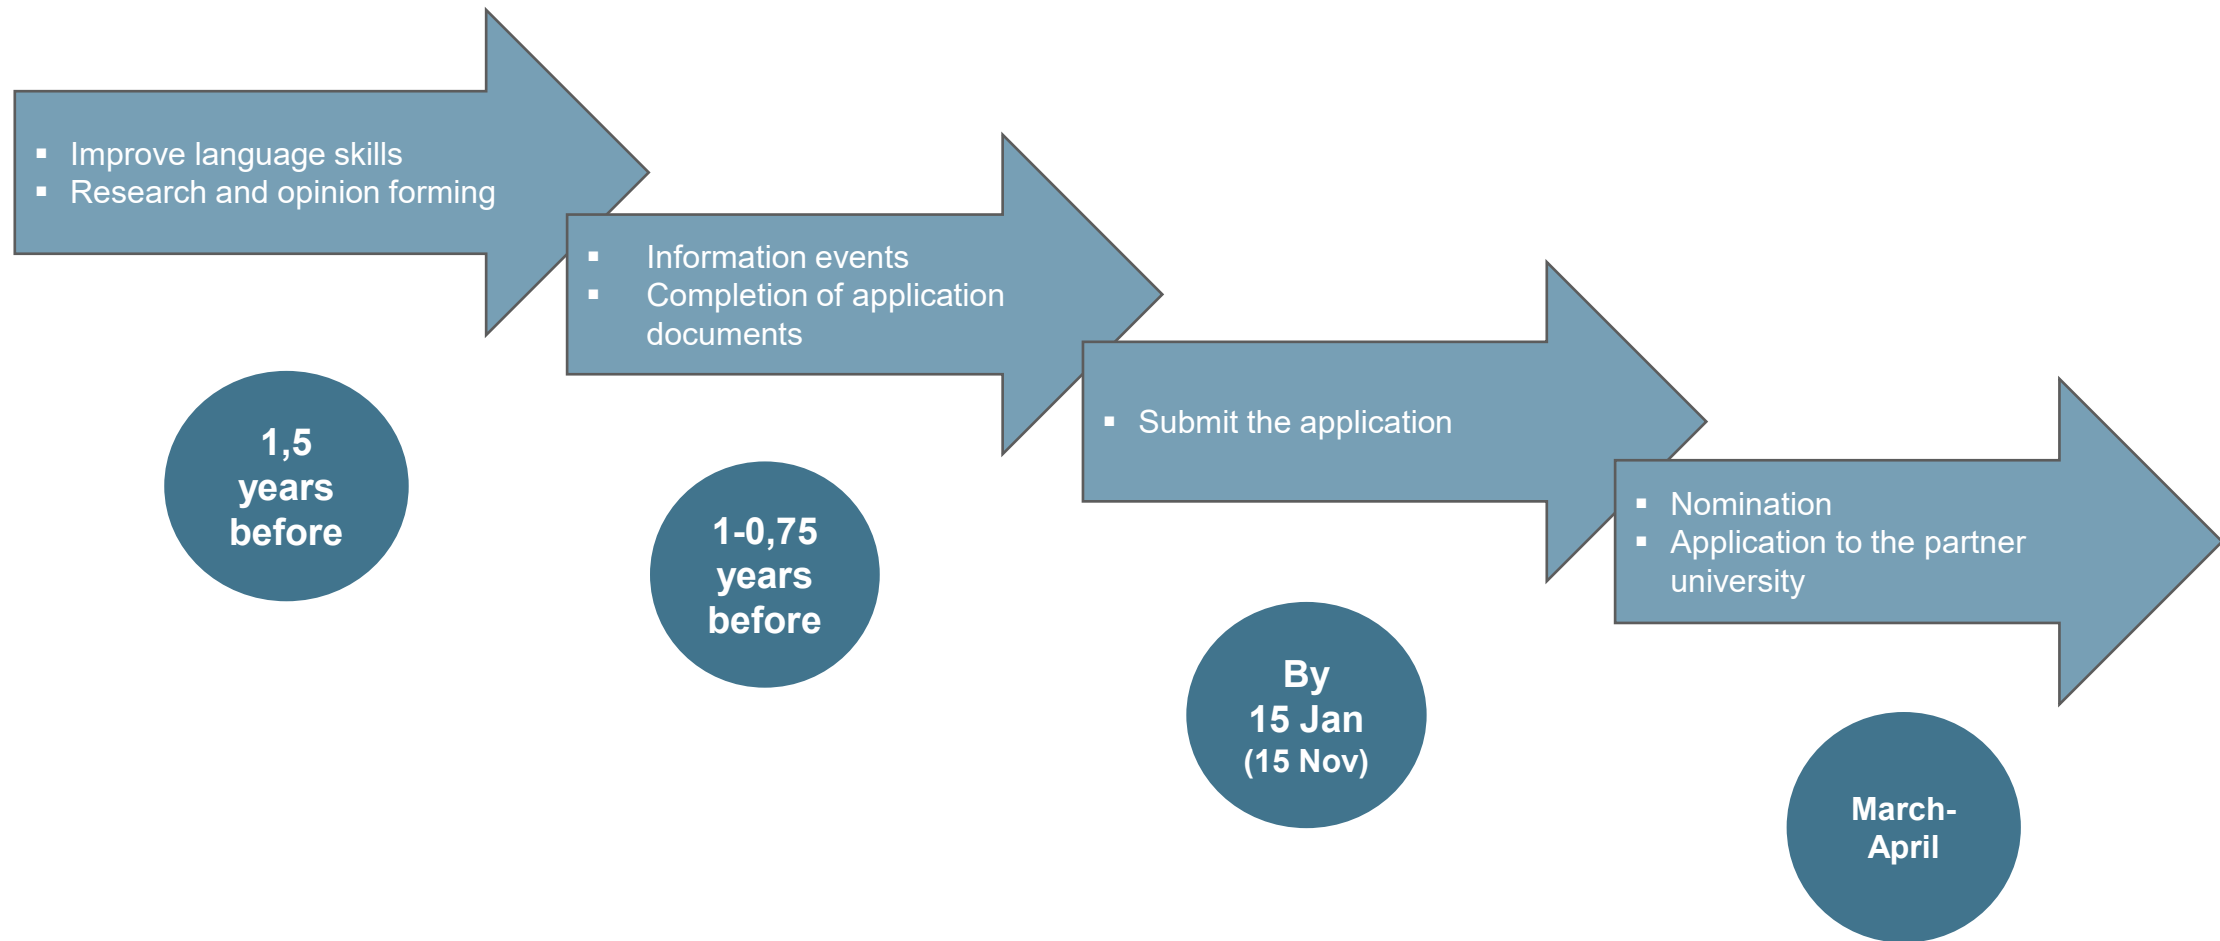 ▪ Improve language skills
▪ Research and opinion forming
1,5
years
before
▪ Information events
▪ Completion of application
documents
1-0,75
years
before
▪ Submit the application
By
15 Jan
(15 Nov)
▪ Nomination
▪ Application to the partner
university
March-
April